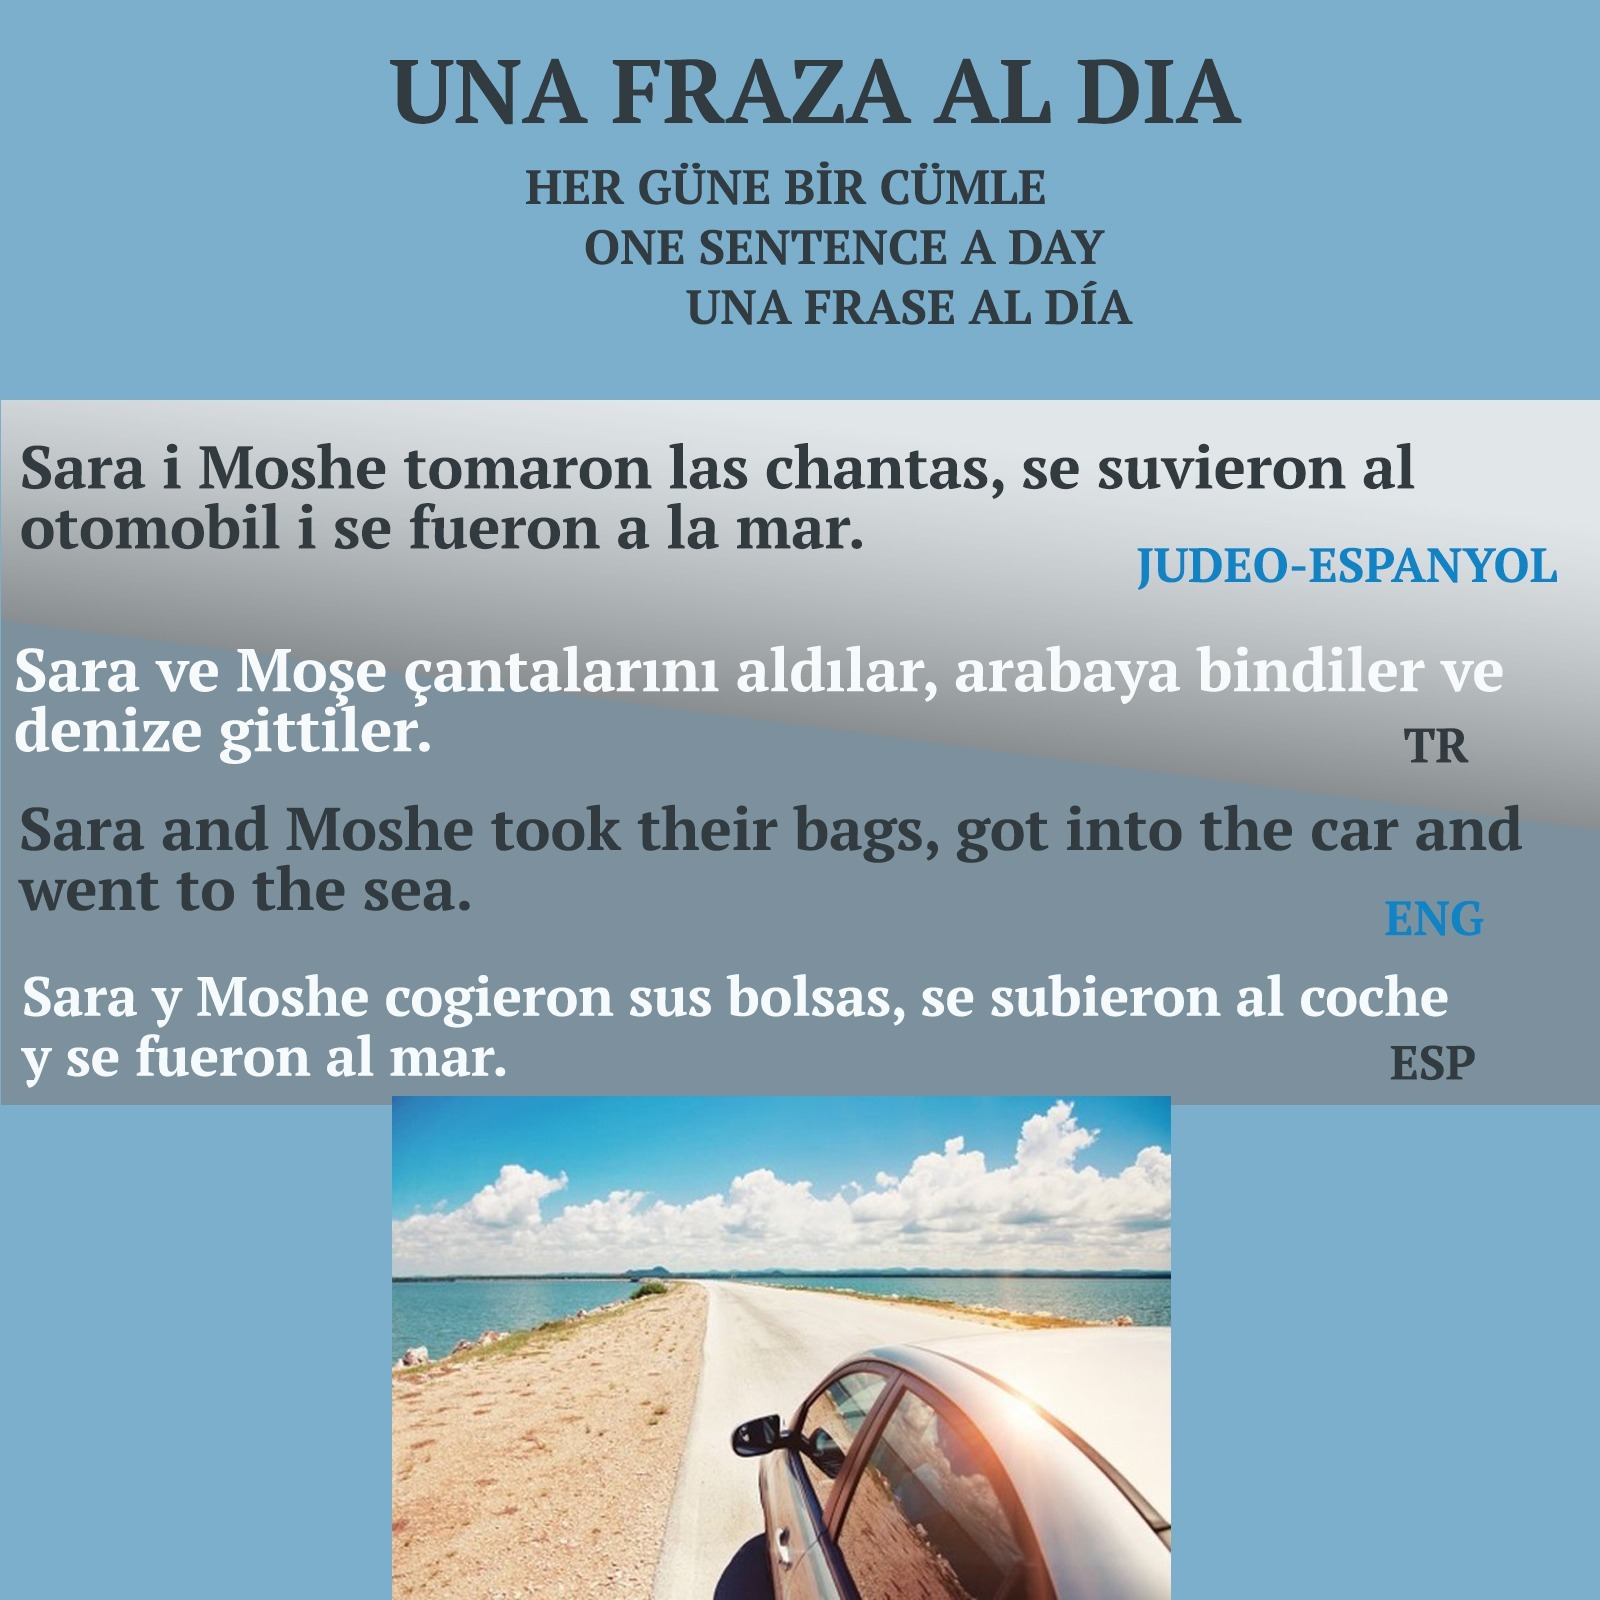 UNA FRAZA AL DIA
HER GÜNE BİR CÜMLE
ONE SENTENCE A DAY
UNA FRASE AL DÍA
Sara i Moshe tomaron las chantas, se suvieron al
otomobil i se fueron a la mar.
JUDEO-ESPANYOL
Sara ve Moşe çantalarını aldılar, arabaya bindiler ve
denize gittiler.
TR
Sara and Moshe took their bags, got into the car and
went to the sea.
ENG
Sara y Moshe cogieron sus bolsas, se subieron al coche
y se fueron al mar.
ESP